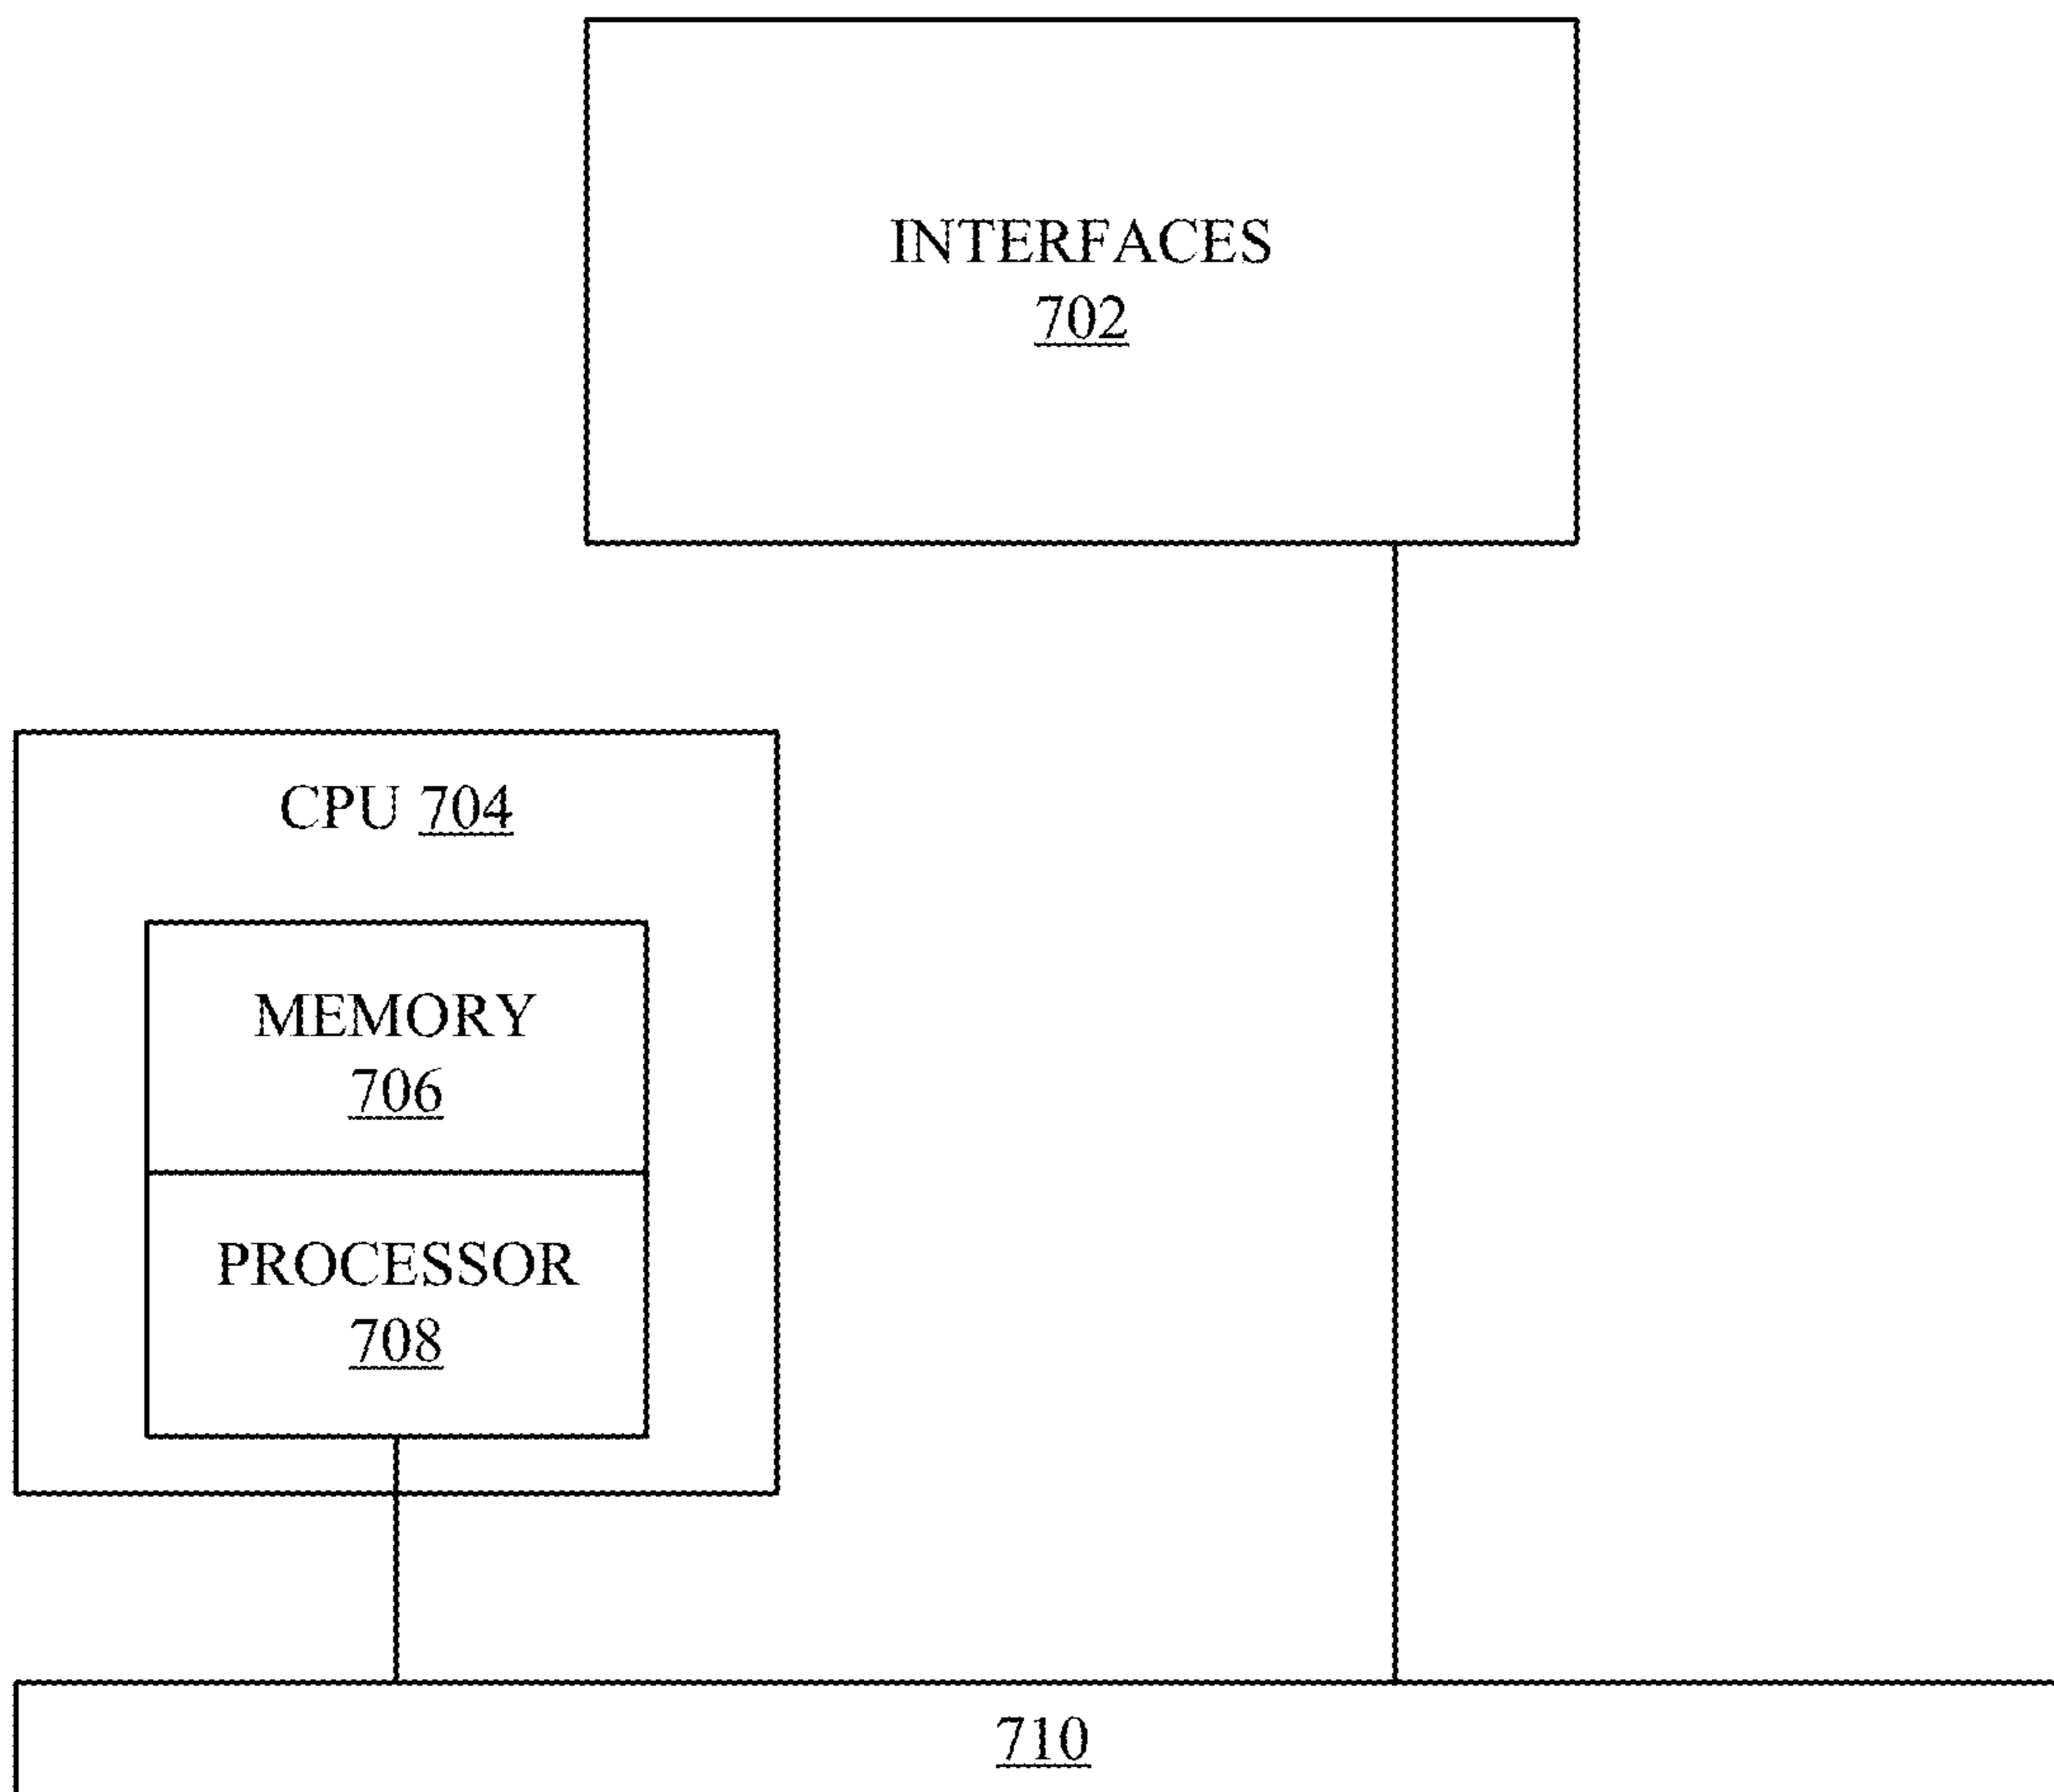 INTERFACES
702
CPU 704
MEMORY
706
PROCESSOR
708
710